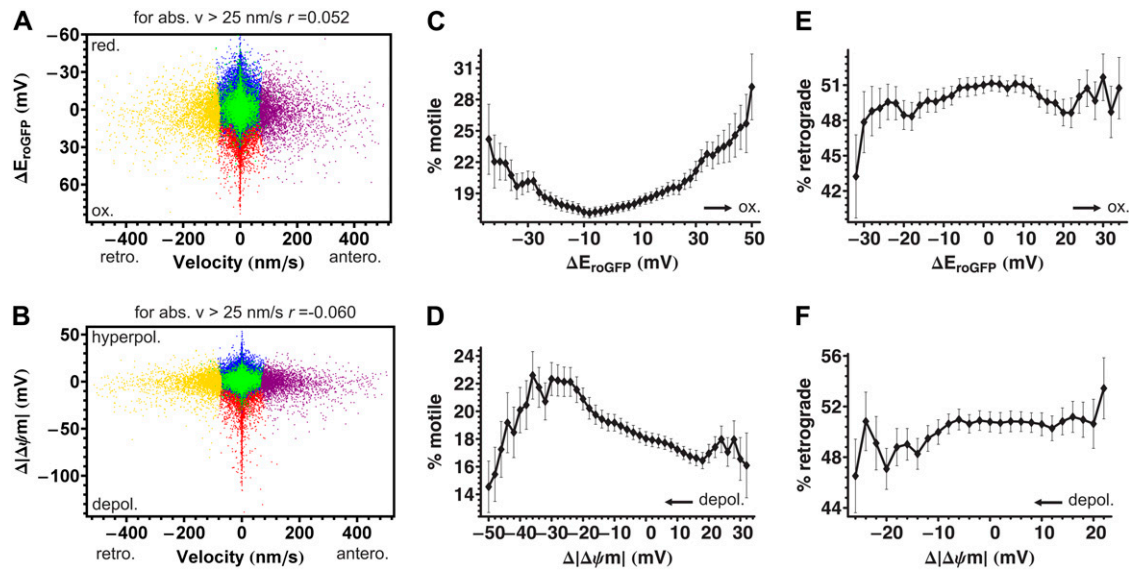 A
for abs. v > 25 nm/s r =0.052
−60
−30
0
30
60
ΔEroGFP (mV)
red.
ox.
−400 −200 0 200 400
retro. Velocity (nm/s) antero.
B
for abs. v > 25 nm/s r =-0.060
50
0
−50
−100
Δ|Δψm| (mV)
hyperpol.
depol.
−400 −200 0 200 400
retro. Velocity (nm/s) antero.
C
31
28
25
22
19
% motile
ox.
−30 −10 10 30 50
ΔEroGFP (mV)
D
24
22
20
18
16
14
% motile
depol.
−50 −40 −30 −20 −10 0 10 20 30
Δ|Δψm| (mV)
E
51
48
45
42
% retrograde
ox.
−30 −20 −10 0 10 20 30
ΔEroGFP (mV)
F
56
52
48
44
% retrograde
depol.
−20 −10 0 10 20
Δ|Δψm| (mV)